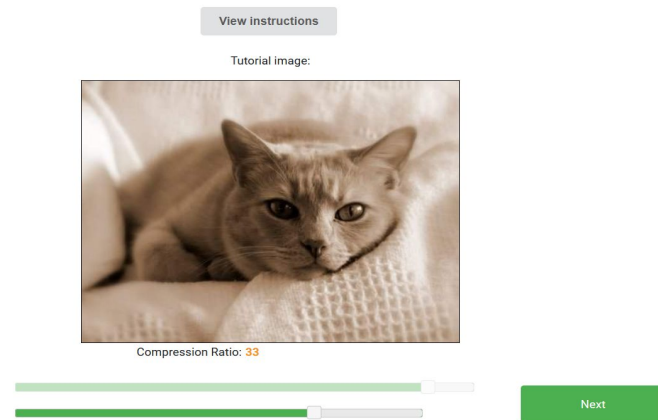 View instructions
Tutorial image:
Compression Ratio: 33
Next